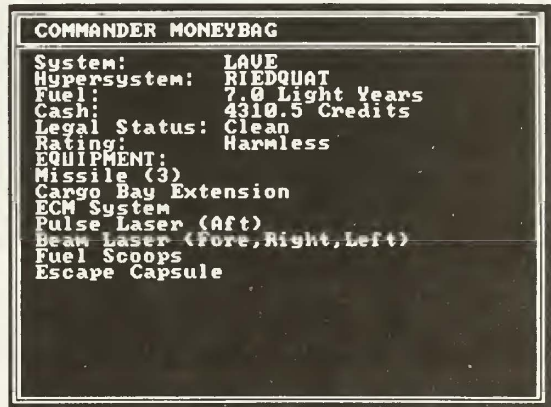 COMMANDER MONEYBAG
System: LAVE
Hypersystem: RIEDQUAT
Fuel: 7.0 Light Years
Cash: 4310.5 Credits
Legal Status: Clean
Rating: Harmless
EQUIPMENT:
Missile (3)
Cargo Bay Extension
ECM System
Pulse Laser (Aft)
Beam Laser (Fore,Right,Left)
Fuel Scoops
Escape Capsule